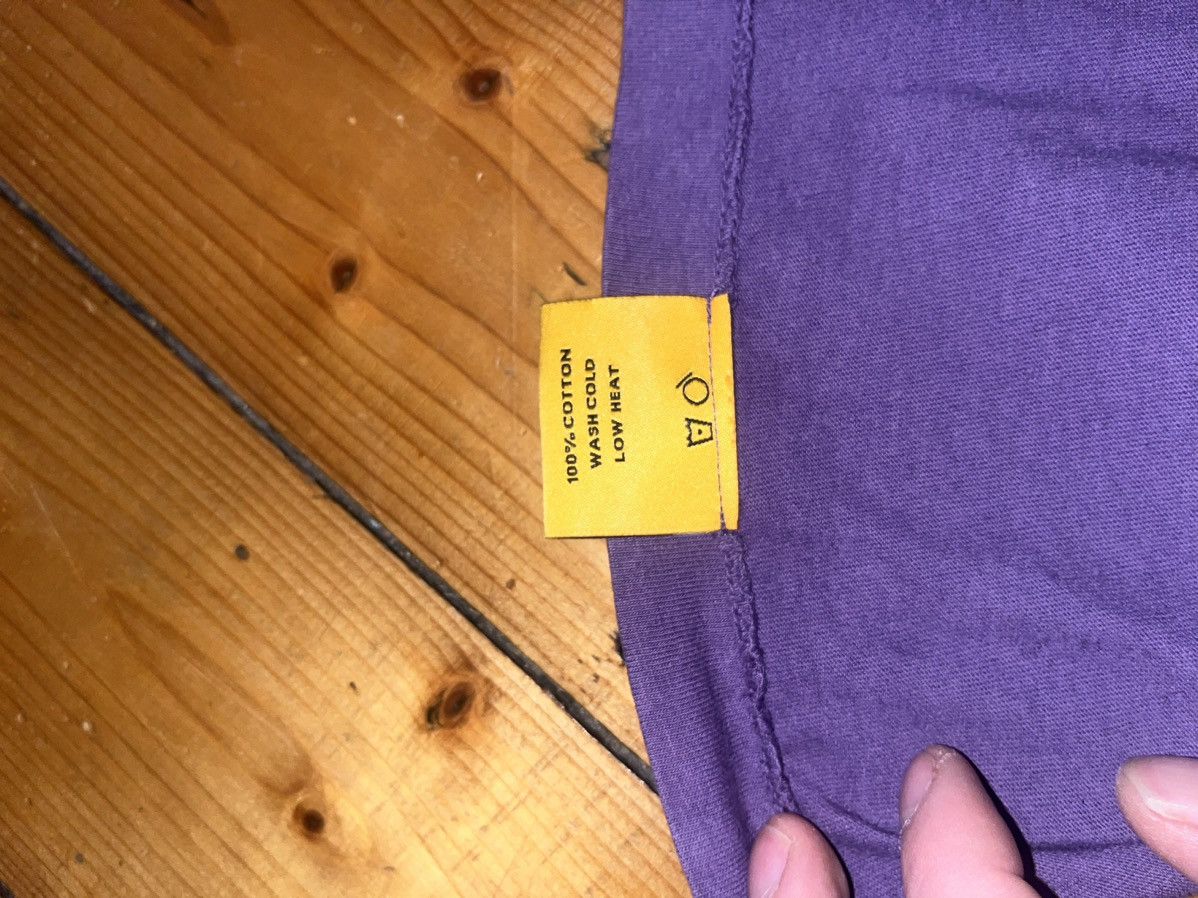 100% COTTON
WASH COLD
LOW HEAT
A